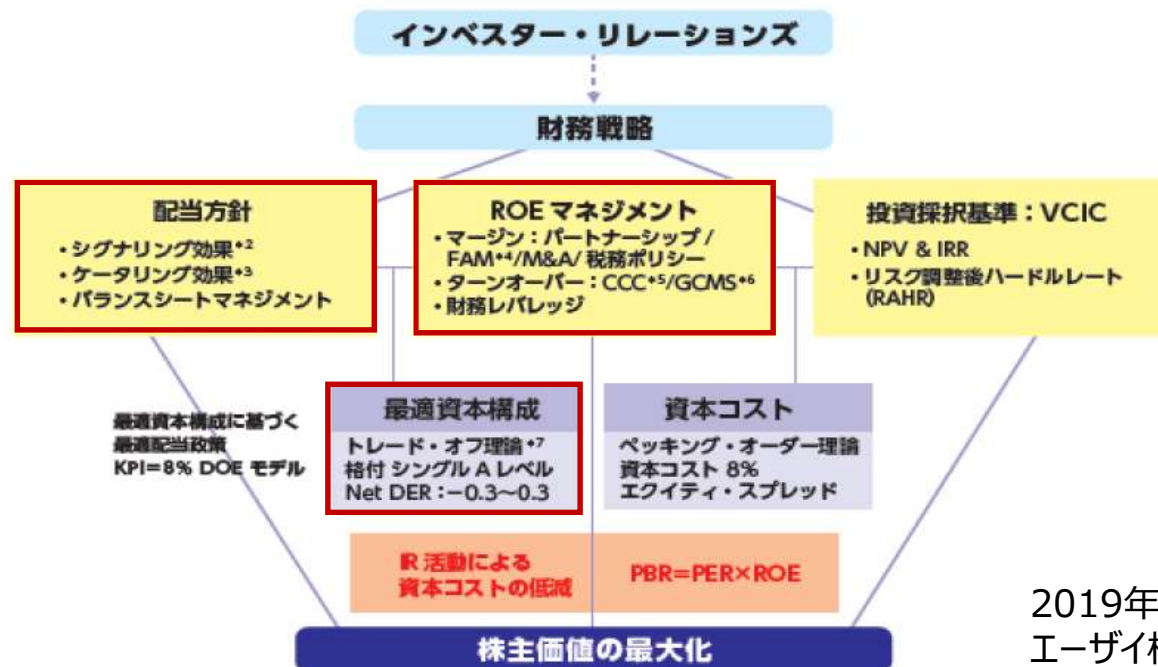 インベスター・リレーションズ
財務戦略
配当方針
・シグナリング効果*2
・ケータリング効果*3
・バランスシートマネジメント
ROE マネジメント
・マージン：パートナーシップ /
FAM*4/M&A/ 税務ポリシー
・ターンオーバー：CCC*5/GCMS*6
・財務レバレッジ
投資採択基準：VCIC
・NPV & IRR
・リスク調整後ハードルレート
(RAHR)
最適資本構成に基づく
最適配当政策
KPI=8% DOE モデル
最適資本構成
トレード・オフ理論*7
格付 シングル A レベル
Net DER：−0.3〜0.3
資本コスト
ペッキング・オーダー理論
資本コスト 8%
エクイティ・スプレッド
IR 活動による
資本コストの低減
PBR=PER×ROE
株主価値の最大化
2019年
エーザイ